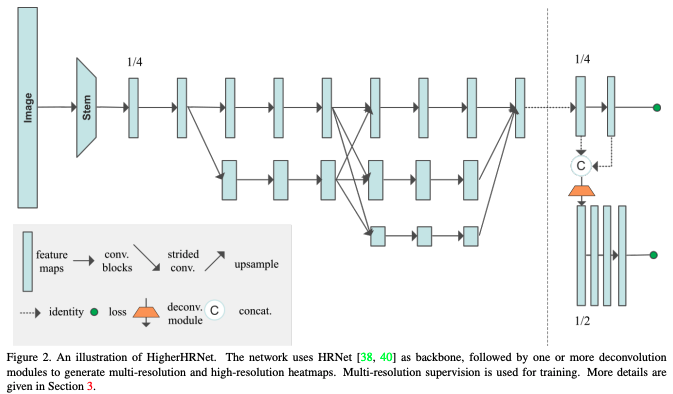 Image
Stem
1/4
1/4
C
1/2
feature
maps
conv.
blocks
strided
conv.
upsample
identity
loss
deconv.
module
C
concat.
Figure 2. An illustration of HigherHRNet. The network uses HRNet [38, 40] as backbone, followed by one or more deconvolution
modules to generate multi-resolution and high-resolution heatmaps. Multi-resolution supervision is used for training. More details are
given in Section 3.